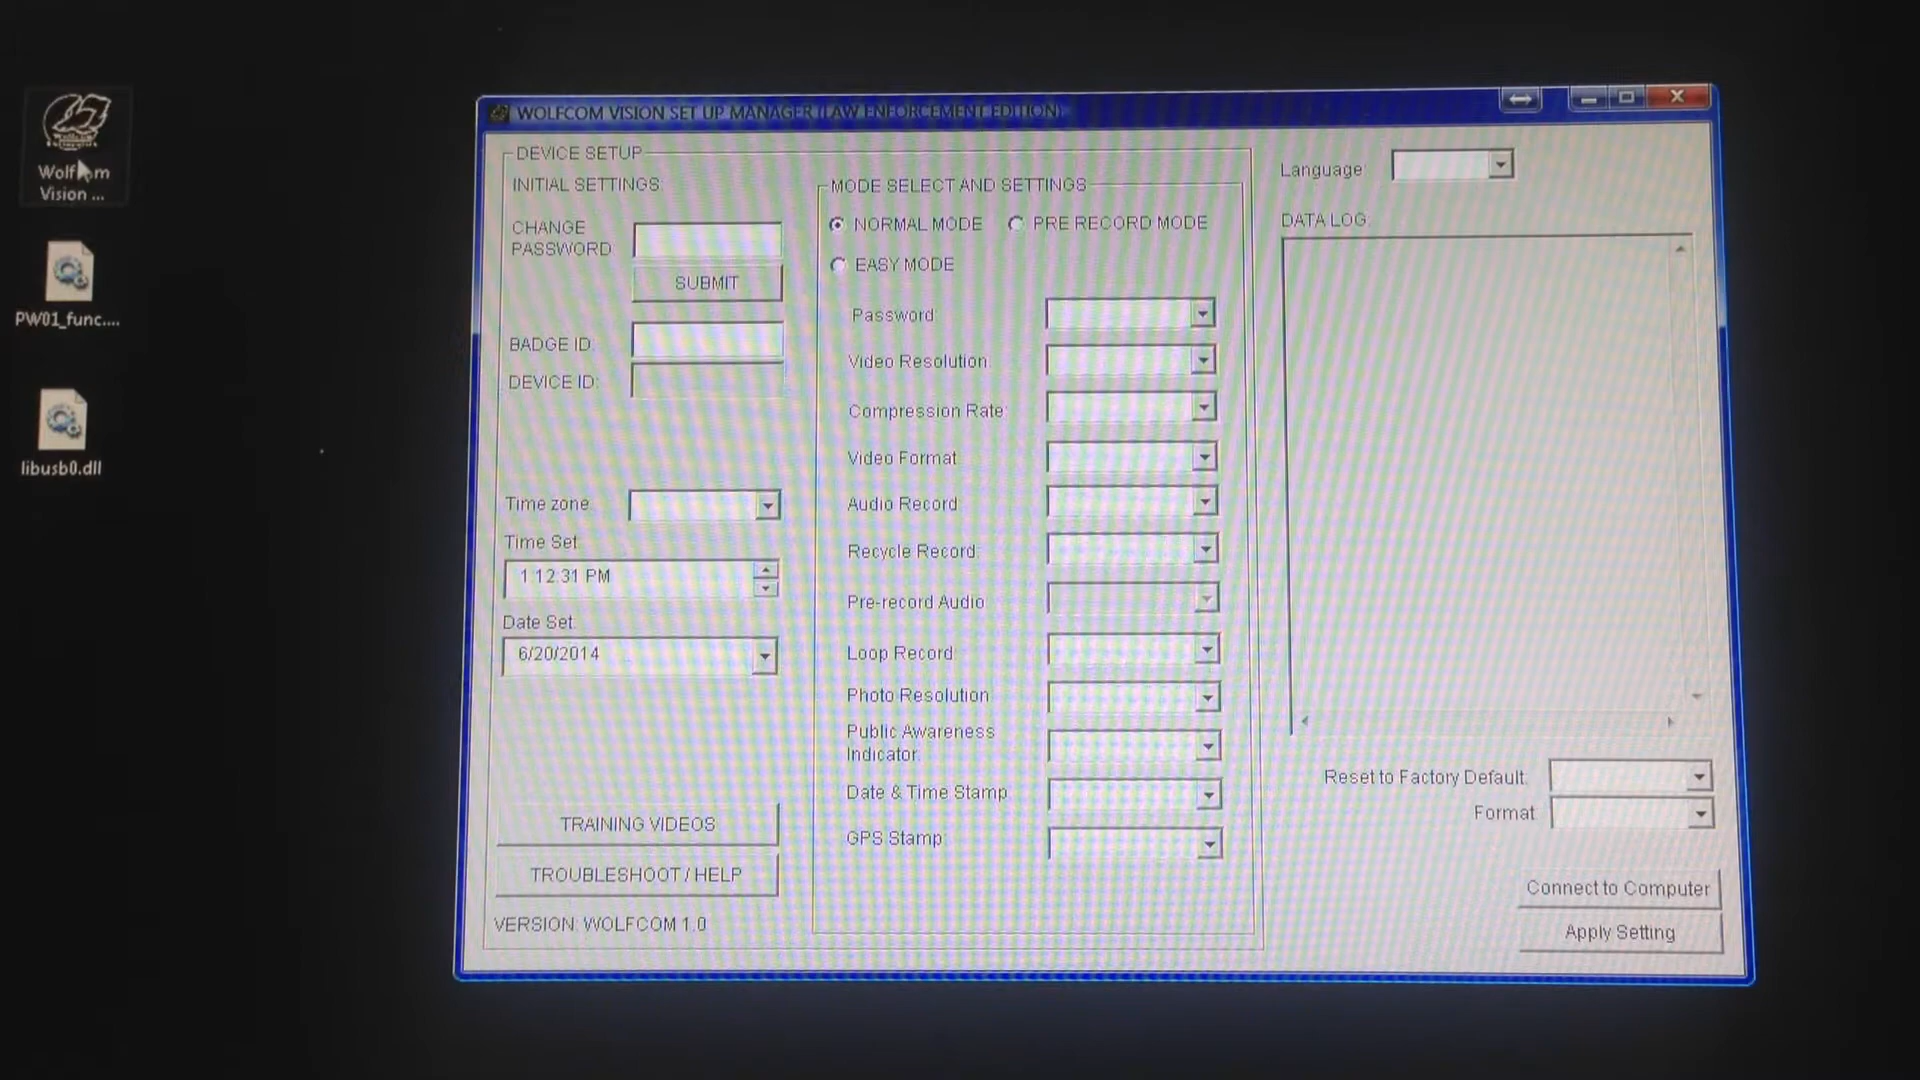 Wolfcom
Vision ...
PW01_func....
libusb0.dll
WOLFCOM VISION SET UP MANAGER (LAW ENFORCEMENT EDITION)
DEVICE SETUP
INITIAL SETTINGS:
CHANGE
PASSWORD
SUBMIT
BADGE ID:
DEVICE ID:
Time zone:
Time Set:
1:12:31 PM
Date Set:
6/20/2014
TRAINING VIDEOS
TROUBLESHOOT / HELP
VERSION: WOLFCOM 1.0
MODE SELECT AND SETTINGS
NORMAL MODE
PRE RECORD MODE
EASY MODE
Password:
Video Resolution:
Compression Rate:
Video Format
Audio Record
Recycle Record:
Pre-record Audio
Loop Record:
Photo Resolution
Public Awareness
Indicator:
Date & Time Stamp
GPS Stamp:
Language:
DATA LOG:
Reset to Factory Default:
Format:
Connect to Computer
Apply Setting